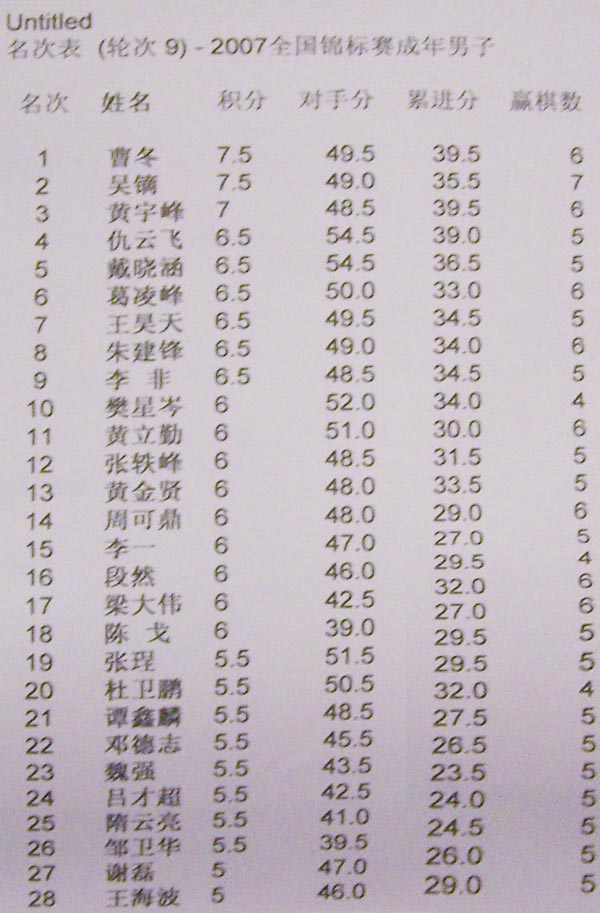 Untitled
名次表 (轮次 9) - 2007全国锦标赛成年男子
名次 姓名 积分 对手分 累进分 赢棋数
1 曹冬 7.5 49.5 39.5 6
2 吴镝 7.5 49.0 35.5 7
3 黄宇峰 7 48.5 39.5 6
4 仇云飞 6.5 54.5 39.0 5
5 戴晓涵 6.5 54.5 36.5 5
6 葛凌峰 6.5 50.0 33.0 6
7 王昊天 6.5 49.5 34.5 5
8 朱建锋 6.5 49.0 34.0 6
9 李 非 6.5 48.5 34.5 5
10 樊星岑 6 52.0 34.0 4
11 黄立勤 6 51.0 30.0 6
12 张轶峰 6 48.5 31.5 5
13 黄金贤 6 48.0 33.5 5
14 周可鼎 6 48.0 29.0 6
15 李一 6 47.0 27.0 5
16 段然 6 46.0 29.5 4
17 梁大伟 6 42.5 32.0 6
18 陈 戈 6 39.0 27.0 6
19 张珵 5.5 51.5 29.5 5
20 杜卫鹏 5.5 50.5 29.5 5
21 谭鑫麟 5.5 48.5 32.0 4
22 邓德志 5.5 45.5 27.5 5
23 魏强 5.5 43.5 26.5 5
24 吕才超 5.5 42.5 23.5 5
25 隋云亮 5.5 41.0 24.0 5
26 邹卫华 5.5 39.5 24.5 5
27 谢磊 5 47.0 26.0 5
28 王海波 5 46.0 29.0 5